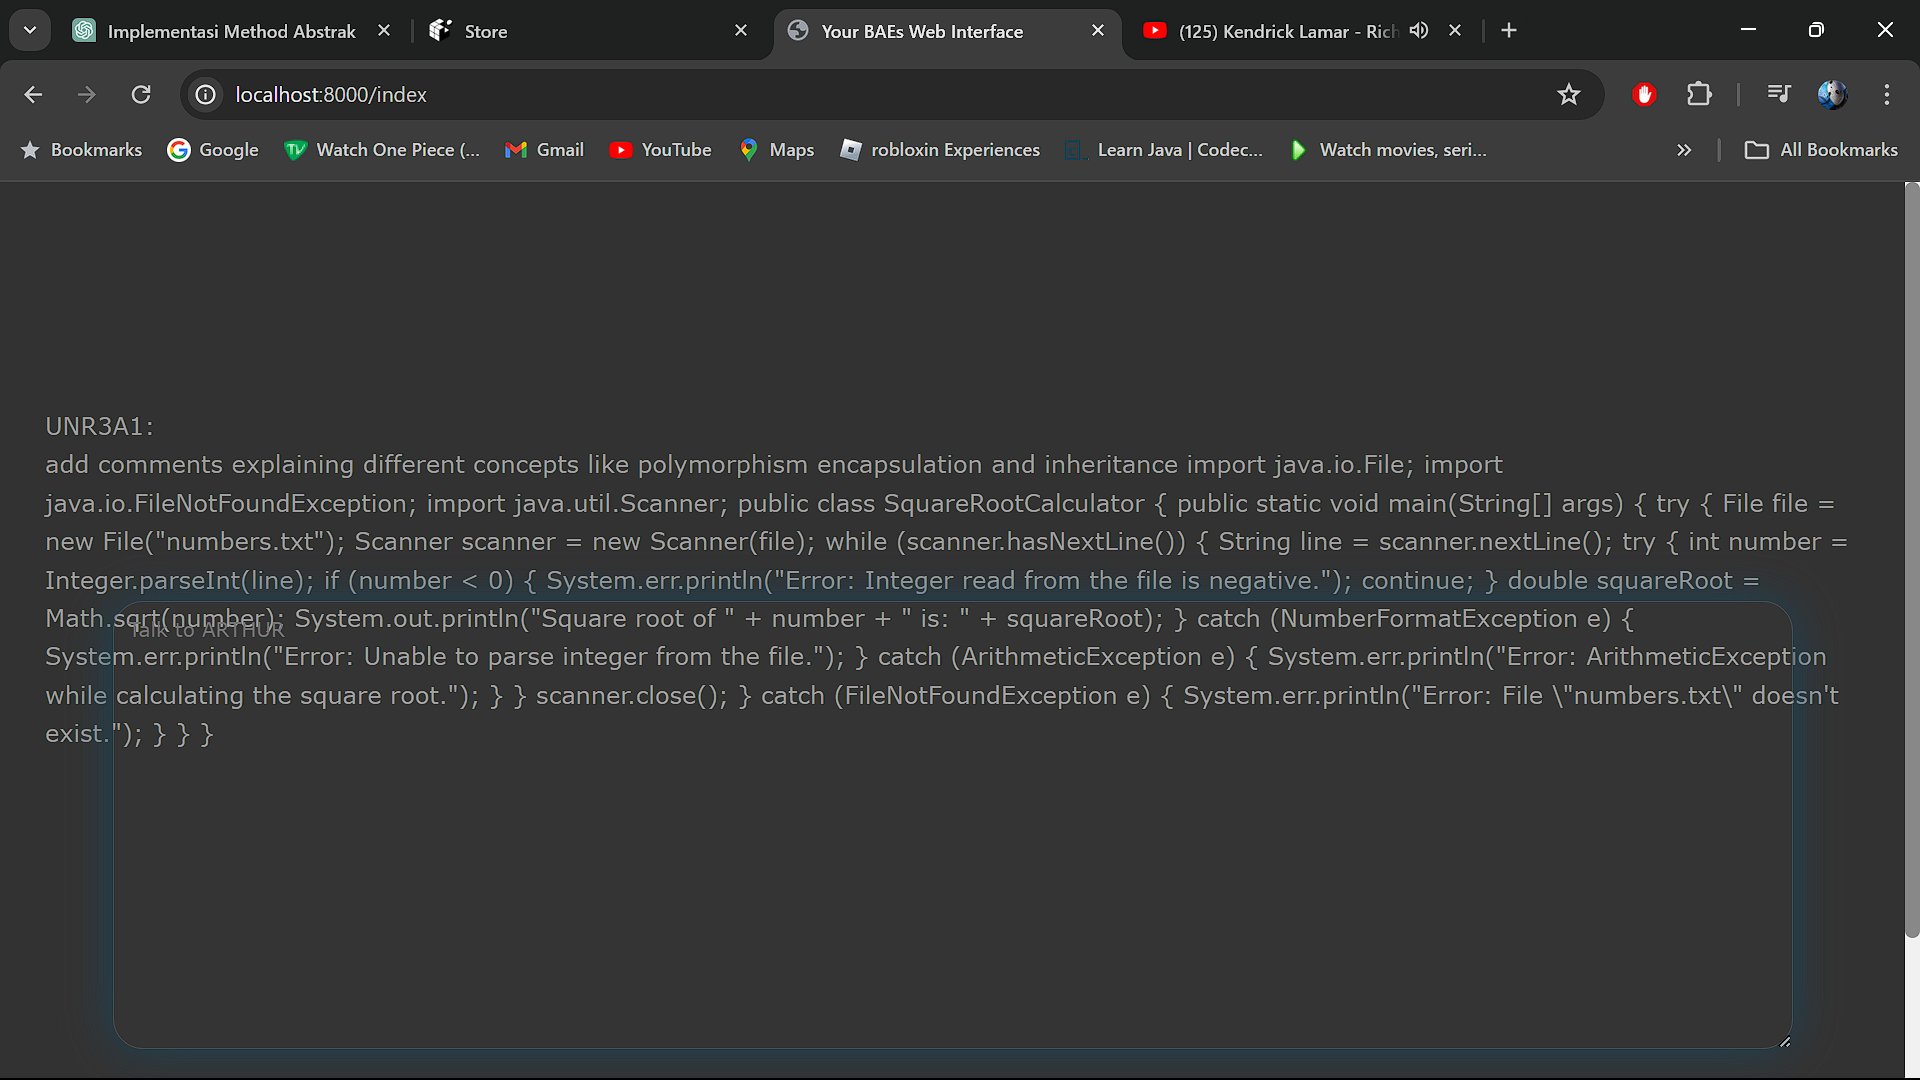 Implementasi Method Abstrak
Store
Your BAEs Web Interface
(125) Kendrick Lamar - Rich
localhost:8000/index
Bookmarks
Google
Watch One Piece (...
Gmail
YouTube
Maps
robloxin Experiences
Learn Java | Codec...
Watch movies, seri...
All Bookmarks
UNR3A1:
add comments explaining different concepts like polymorphism encapsulation and inheritance import java.io.File; import
java.io.FileNotFoundException; import java.util.Scanner; public class SquareRootCalculator { public static void main(String[] args) { try { File file =
new File("numbers.txt"); Scanner scanner = new Scanner(file); while (scanner.hasNextLine()) { String line = scanner.nextLine(); try { int number =
Integer.parseInt(line); if (number < 0) { System.err.println("Error: Integer read from the file is negative."); continue; } double squareRoot =
Math.sqrt(number); System.out.println("Square root of " + number + " is: " + squareRoot); } catch (NumberFormatException e) {
Talk to ARTHUR
System.err.println("Error: Unable to parse integer from the file."); } catch (ArithmeticException e) { System.err.println("Error: ArithmeticException
while calculating the square root."); } } scanner.close(); } catch (FileNotFoundException e) { System.err.println("Error: File \"numbers.txt\" doesn't
exist."); } } }